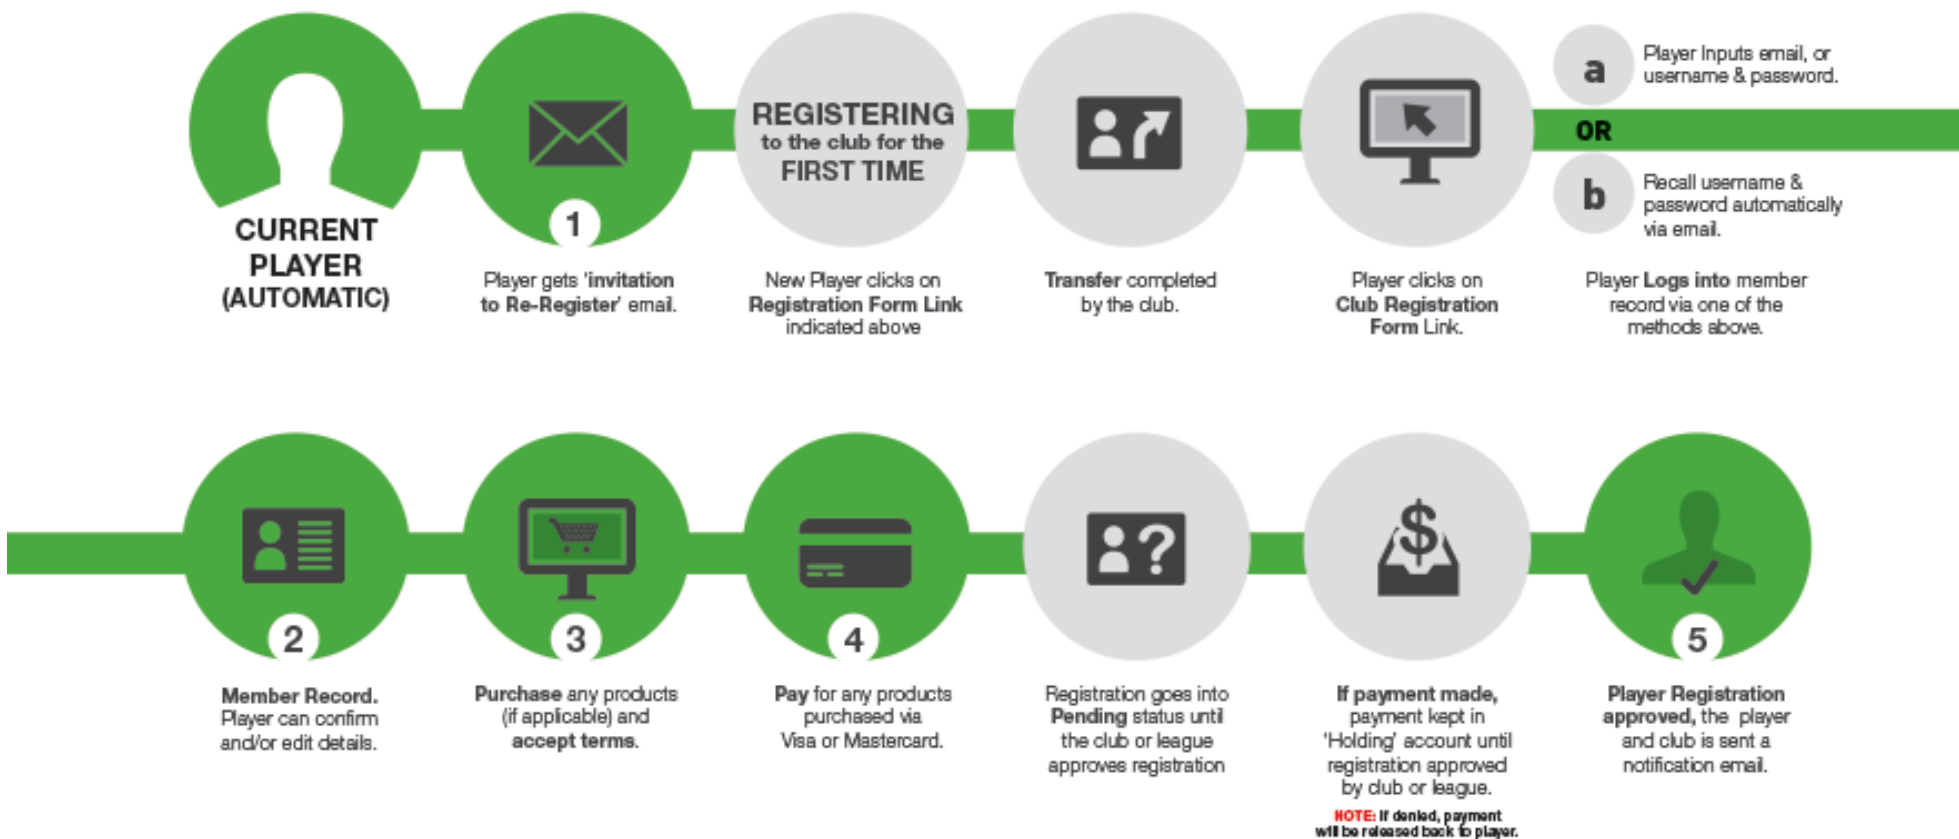 CURRENT
PLAYER
(AUTOMATIC)
1
Player gets 'invitation
to Re-Register' email.
REGISTERING
to the club for the
FIRST TIME
New Player clicks on
Registration Form Link
indicated above
Transfer completed
by the club.
Player clicks on
Club Registration
Form Link.
a
Player Inputs email, or
username & password.
OR
b
Recall username &
password automatically
via email.
Player Logs into member
record via one of the
methods above.
2
Member Record.
Player can confirm
and/or edit details.
3
Purchase any products
(if applicable) and
accept terms.
4
Pay for any products
purchased via
Visa or Mastercard.
?
Registration goes into
Pending status until
the club or league
approves registration
$
If payment made,
payment kept in
'Holding' account until
registration approved
by club or league.
NOTE: If denied, payment
will be released back to player.
5
Player Registration
approved, the player
and club is sent a
notification email.